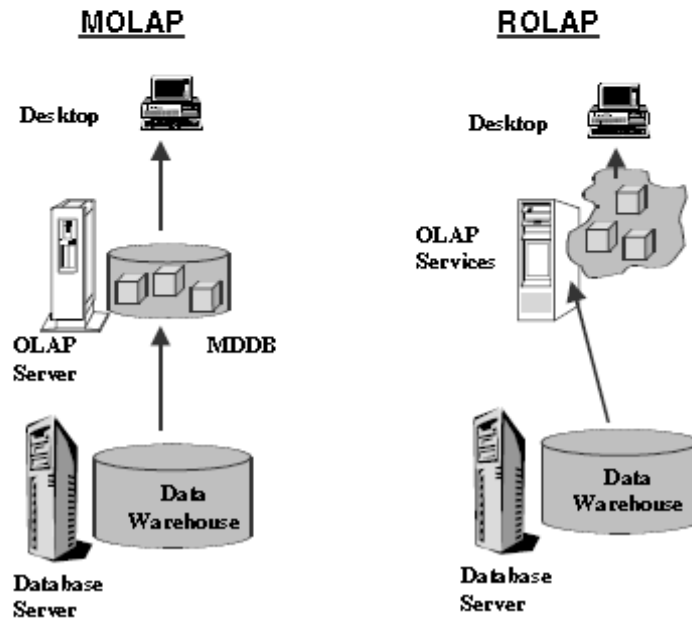 MOLAP
Desktop
OLAP
Server
MDDB
Data
Warehouse
Database
Server
ROLAP
Desktop
OLAP
Services
Data
Warehouse
Database
Server